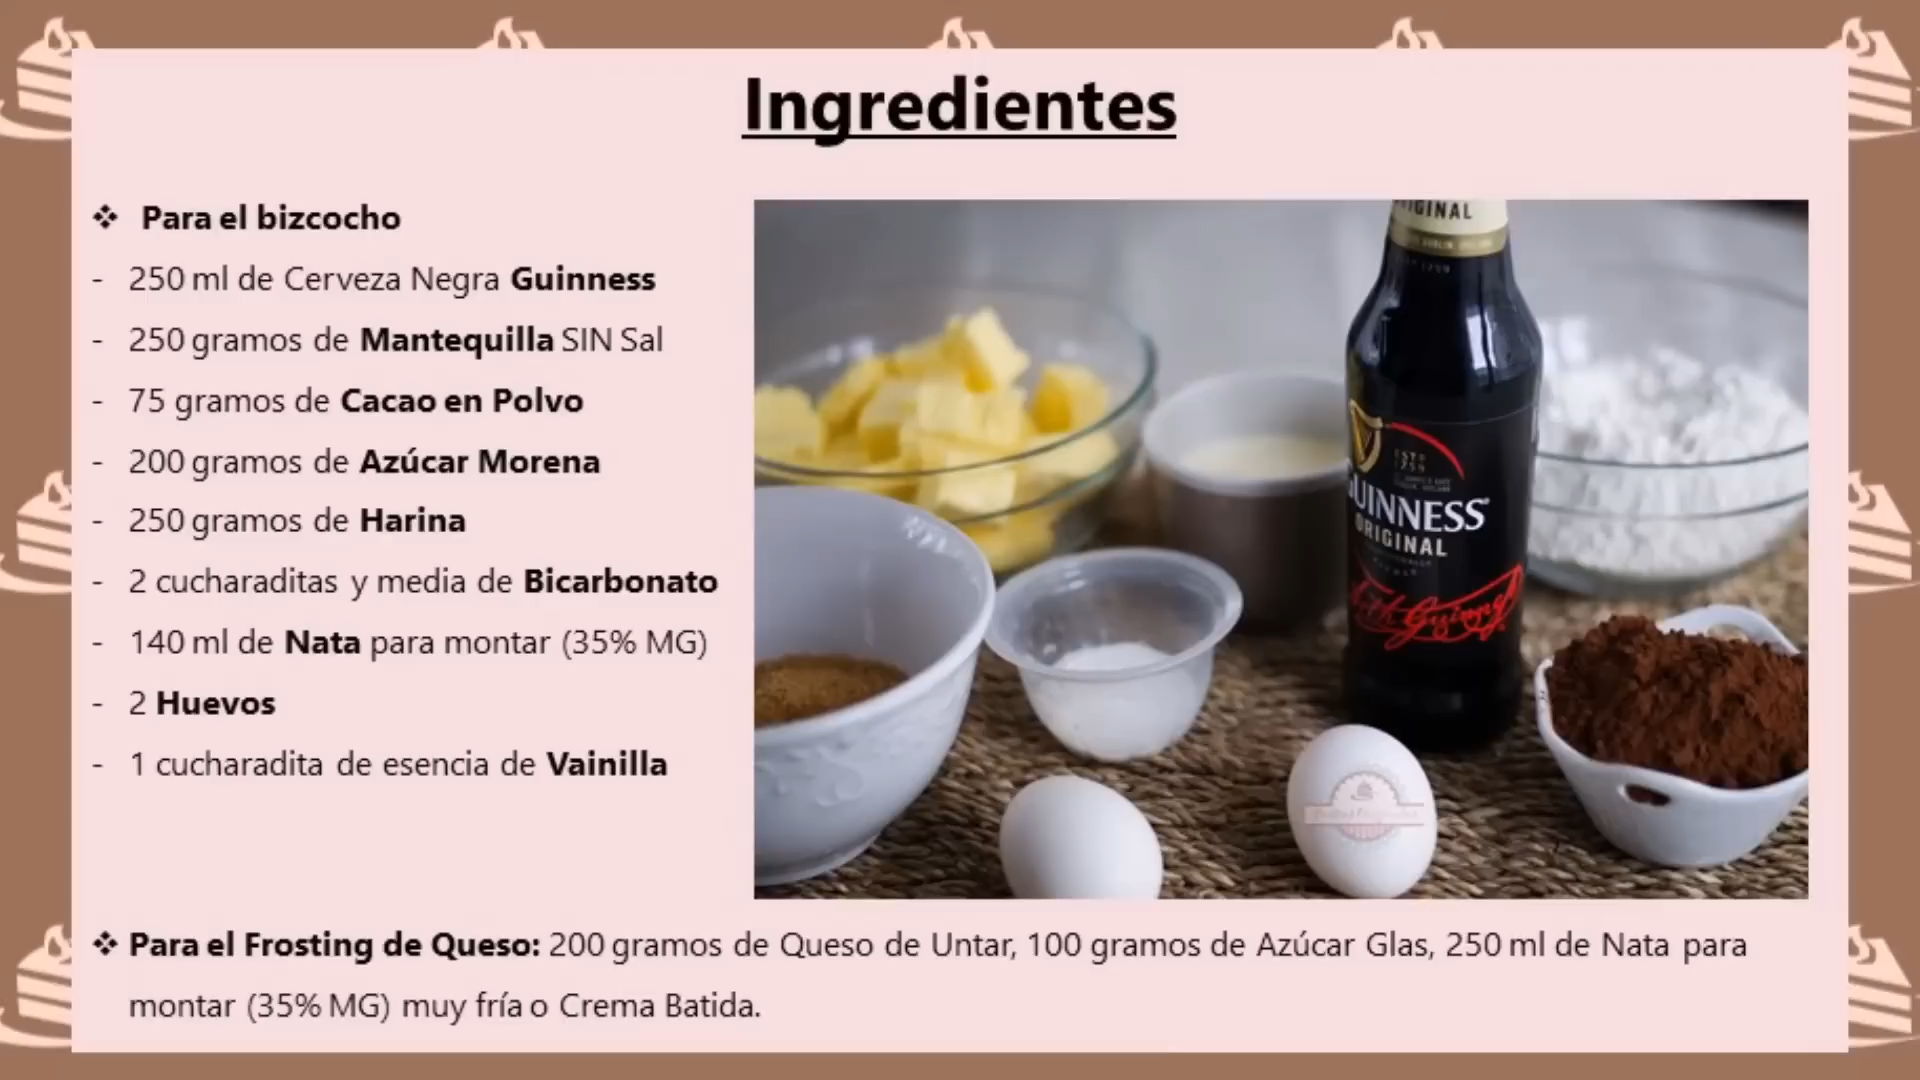 Ingredientes
❖ Para el bizcocho
- 250 ml de Cerveza Negra Guinness
- 250 gramos de Mantequilla SIN Sal
- 75 gramos de Cacao en Polvo
- 200 gramos de Azúcar Morena
- 250 gramos de Harina
- 2 cucharaditas y media de Bicarbonato
- 140 ml de Nata para montar (35% MG)
- 2 Huevos
- 1 cucharadita de esencia de Vainilla
ESTD
1759
GUINNESS
ORIGINAL
❖ Para el Frosting de Queso: 200 gramos de Queso de Untar, 100 gramos de Azúcar Glas, 250 ml de Nata para
montar (35% MG) muy fría o Crema Batida.